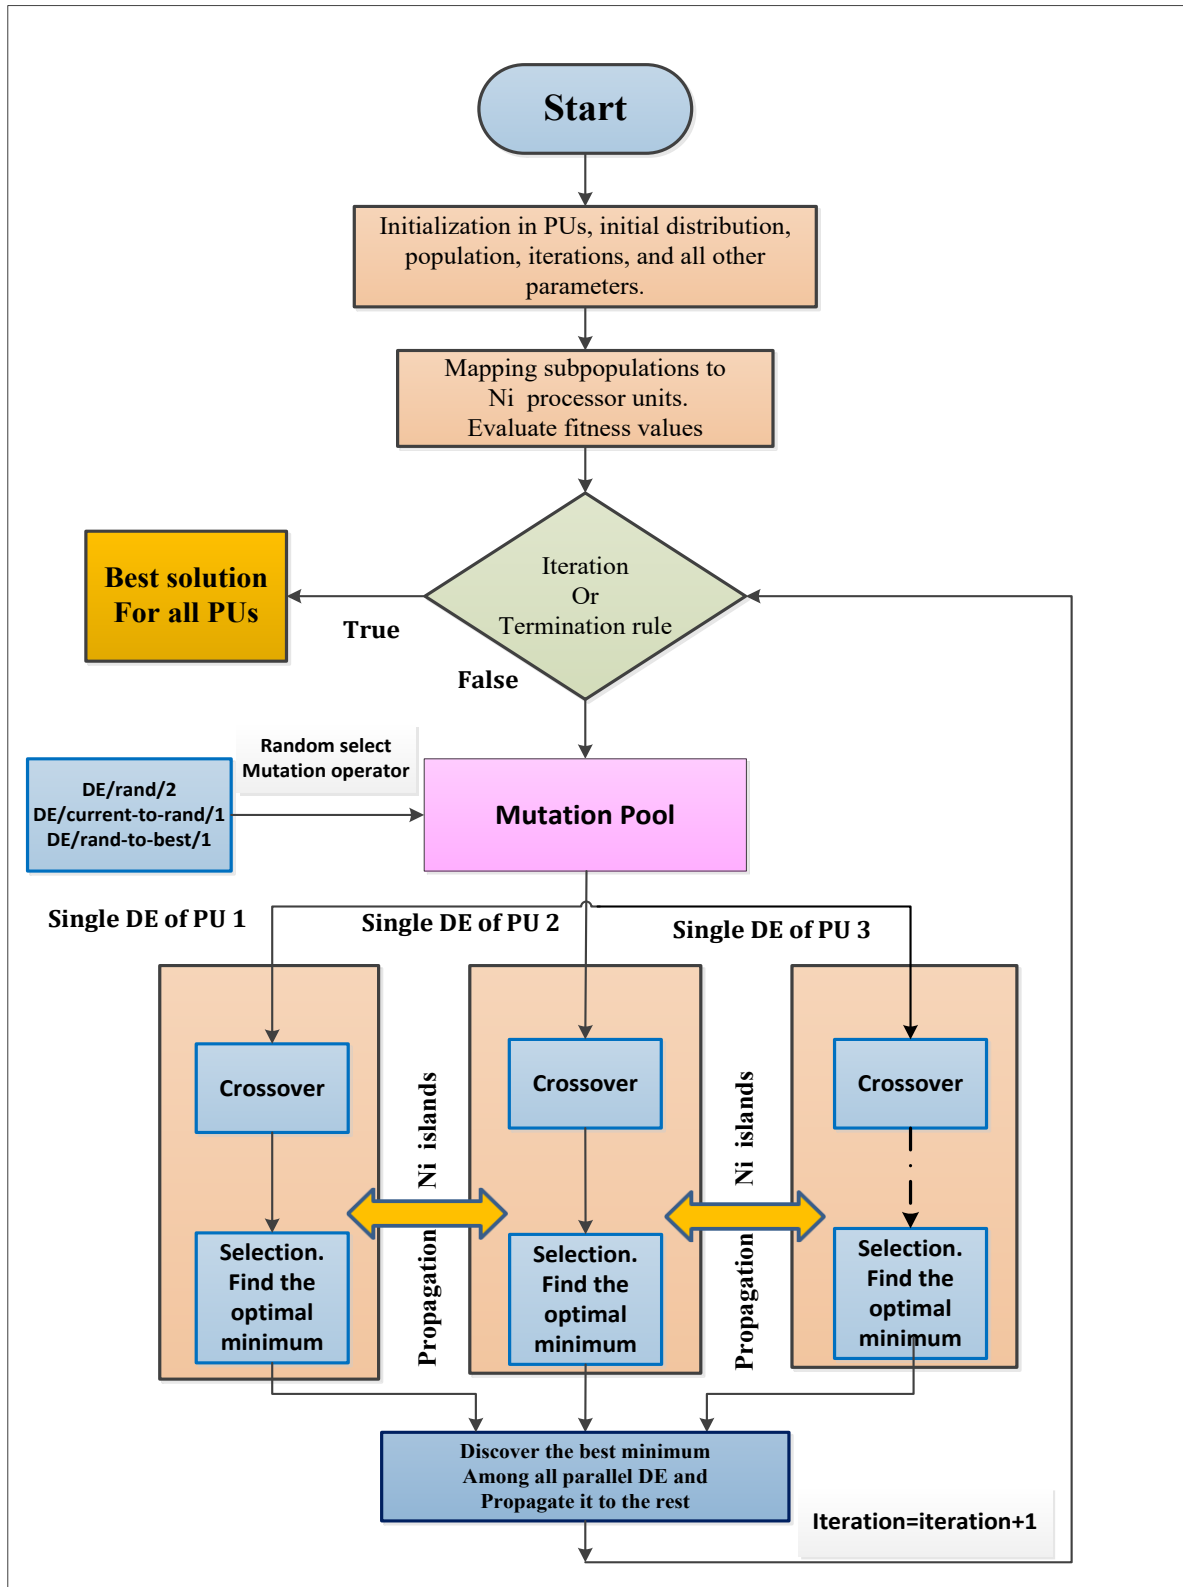 Start
Initialization in PUs, initial distribution,
population, iterations, and all other
parameters.
Mapping subpopulations to
Ni processor units.
Evaluate fitness values
Iteration
Or
Termination rule
Best solution
For all PUs
True
False
Random select
Mutation operator
DE/rand/2
DE/current-to-rand/1
DE/rand-to-best/1
Mutation Pool
Single DE of PU 1
Single DE of PU 2
Single DE of PU 3
Crossover
Crossover
Crossover
Propagation Ni islands
Propagation Ni islands
Selection.
Find the
optimal
minimum
Selection.
Find the
optimal
minimum
Selection.
Find the
optimal
minimum
Discover the best minimum
Among all parallel DE and
Propagate it to the rest
Iteration=iteration+1